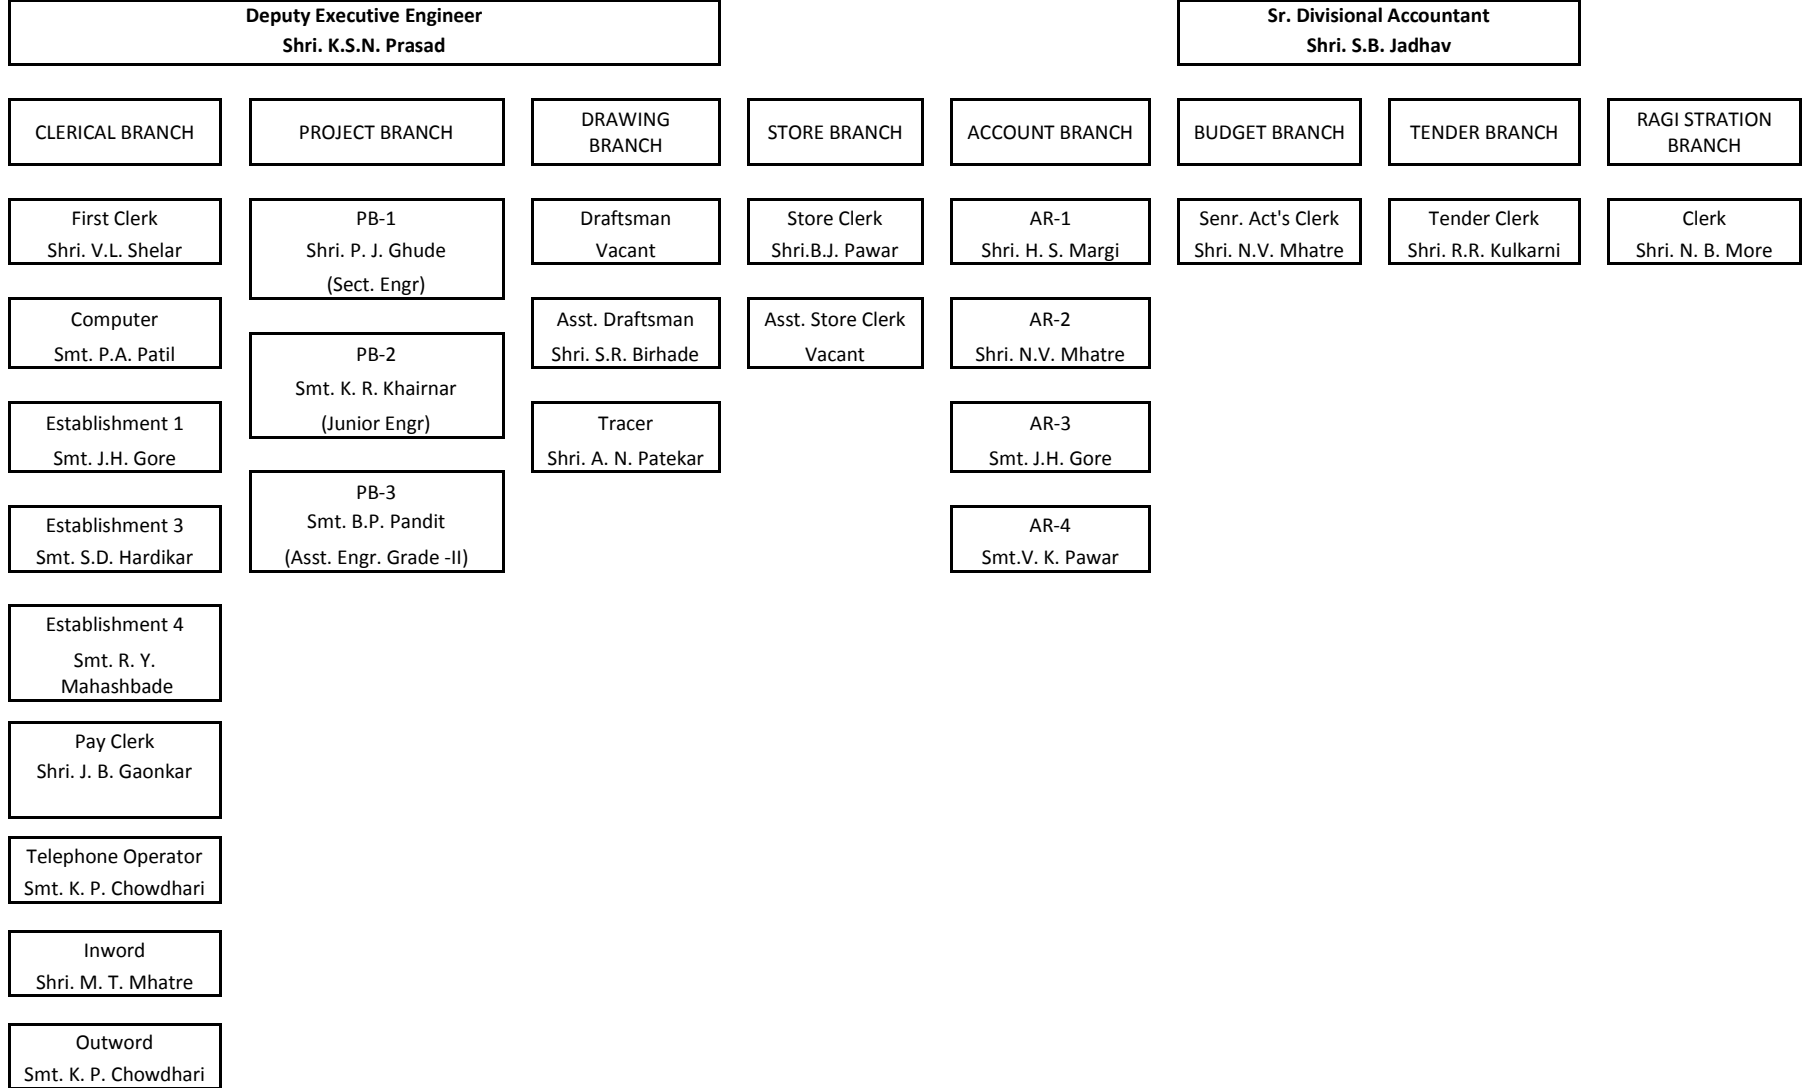 Deputy Executive Engineer
Shri. K.S.N. Prasad
Sr. Divisional Accountant
Shri. S.B. Jadhav
CLERICAL BRANCH
PROJECT BRANCH
DRAWING
BRANCH
STORE BRANCH
ACCOUNT BRANCH
BUDGET BRANCH
TENDER BRANCH
RAGI STRATION
BRANCH
First Clerk
Shri. V.L. Shelar
Computer
Smt. P.A. Patil
Establishment 1
Smt. J.H. Gore
Establishment 3
Smt. S.D. Hardikar
Establishment 4
Smt. R. Y.
Mahashbade
Pay Clerk
Shri. J. B. Gaonkar
Telephone Operator
Smt. K. P. Chowdhari
Inword
Shri. M. T. Mhatre
Outword
Smt. K. P. Chowdhari
PB-1
Shri. P. J. Ghude
(Sect. Engr)
PB-2
Smt. K. R. Khairnar
(Junior Engr)
PB-3
Smt. B.P. Pandit
(Asst. Engr. Grade -II)
Draftsman
Vacant
Asst. Draftsman
Shri. S.R. Birhade
Tracer
Shri. A. N. Patekar
Store Clerk
Shri.B.J. Pawar
Asst. Store Clerk
Vacant
AR-1
Shri. H. S. Margi
AR-2
Shri. N.V. Mhatre
AR-3
Smt. J.H. Gore
AR-4
Smt.V. K. Pawar
Senr. Act's Clerk
Shri. N.V. Mhatre
Tender Clerk
Shri. R.R. Kulkarni
Clerk
Shri. N. B. More